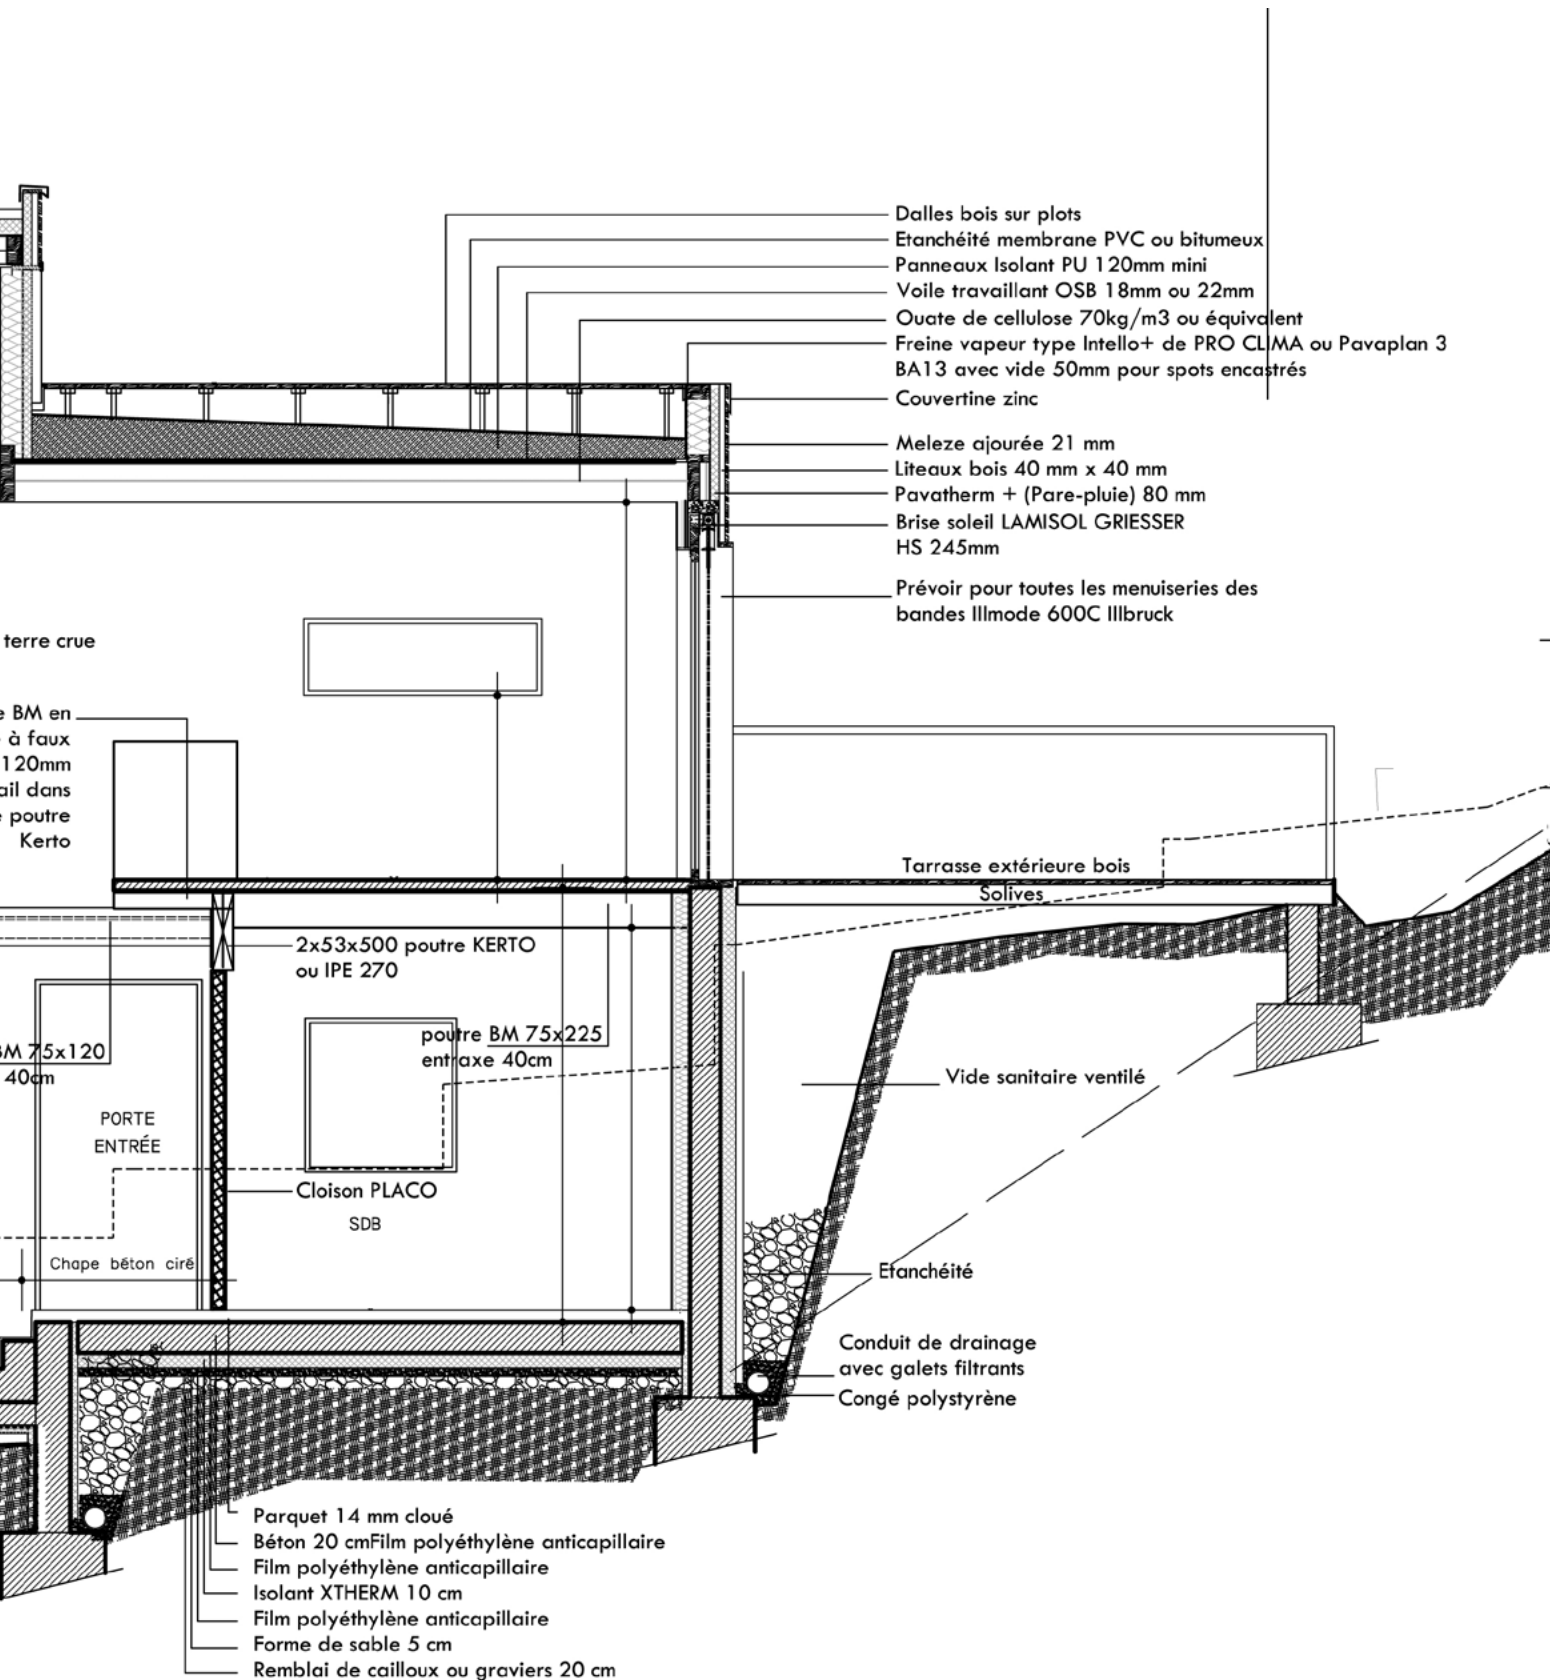 Dalles bois sur plots
Etanchéité membrane PVC ou bitumeux
Panneaux Isolant PU 120mm mini
Voile travaillant OSB 18mm ou 22mm
Ouate de cellulose 70kg/m3 ou équivalent
Freine vapeur type Intello+ de PRO CLIMA ou Pavaplan 3
BA13 avec vide 50mm pour spots encastrés
Couvertine zinc
Meleze ajourée 21 mm
Liteaux bois 40 mm x 40 mm
Pavatherm + (Pare-pluie) 80 mm
Brise soleil LAMISOL GRIESSER
HS 245mm
Prévoir pour toutes les menuiseries des
bandes Illmode 600C Illbruck
terre crue
e BM en
à faux
120mm
ail dans
e poutre
Kerto
Tarrasse extérieure bois
Solives
2x53x500 poutre KERTO
ou IPE 270
poutre BM 75x225
entraxe 40cm
BM 75x120
40cm
Vide sanitaire ventilé
PORTE
ENTRÉE
Cloison PLACO
SDB
Chape béton ciré
Etanchéité
Conduit de drainage
avec galets filtrants
Congé polystyrène
Parquet 14 mm cloué
Béton 20 cmFilm polyéthylène anticapillaire
Film polyéthylène anticapillaire
Isolant XTHERM 10 cm
Film polyéthylène anticapillaire
Forme de sable 5 cm
Remblai de cailloux ou graviers 20 cm